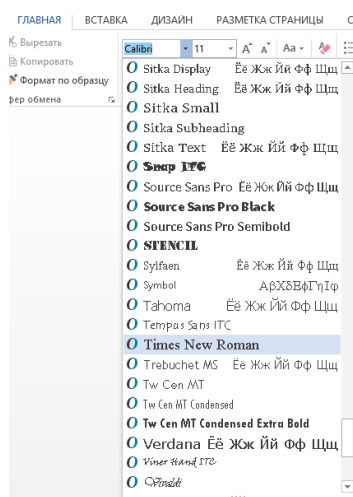 ГЛАВНАЯ ВСТАВКА ДИЗАЙН РАЗМЕТКА СТРАНИЦЫ С
Вырезать
Копировать
Формат по образцу
фер обмена
Calibri 11 Aa
Sitka Display Ёё Жж Йй Фф Щщ
Sitka Heading Ёё Жж Йй Фф Щщ
Sitka Small
Sitka Subheading
Sitka Text Ёё Жж Йй Фф Щщ
Snap ITC
Source Sans Pro Ёё Жж Йй Фф Щщ
Source Sans Pro Black
Source Sans Pro Semibold
STENCIL
Sylfaen Ёё Жж Йй Фф Щщ
Symbol ΑβΧδΕφΓηΙφ
Tahoma Ёё Жж Йй Фф Щщ
Tempus Sans ITC
Times New Roman
Trebuchet MS Ёё Жж Йй Фф Щщ
Tw Cen MT
Tw Cen MT Condensed
Tw Cen MT Condensed Extra Bold
Verdana Ёё Жж Йй Фф Щщ
Viner Hand ITC
Vivaldi